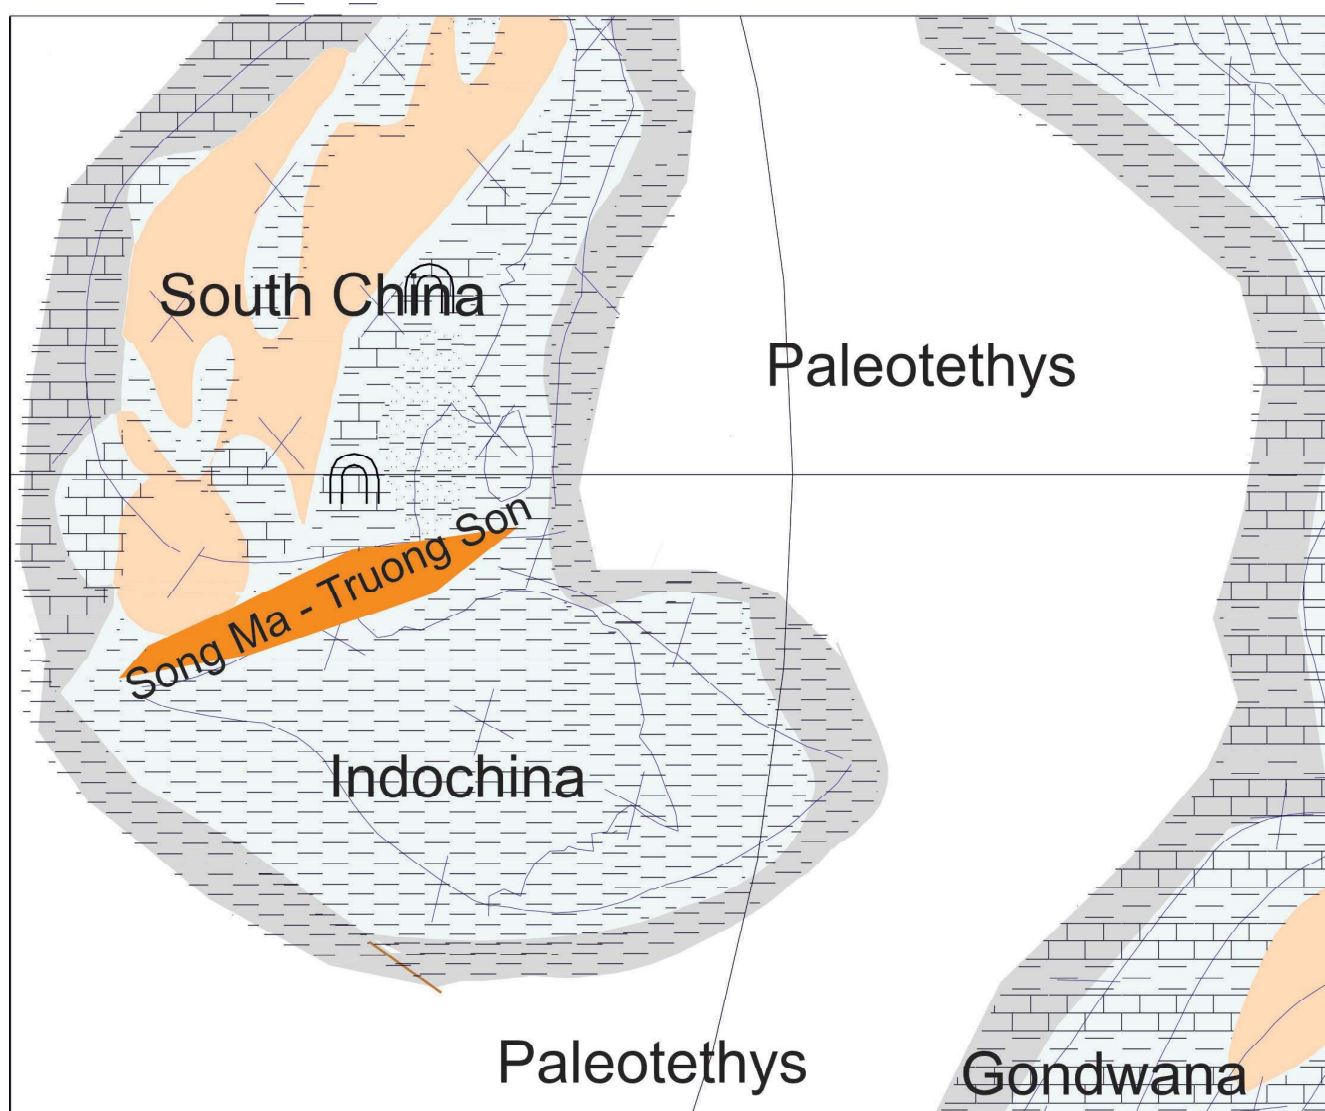 South China
Paleotethys
Song Ma - Truong Son
Indochina
Paleotethys
Gondwana